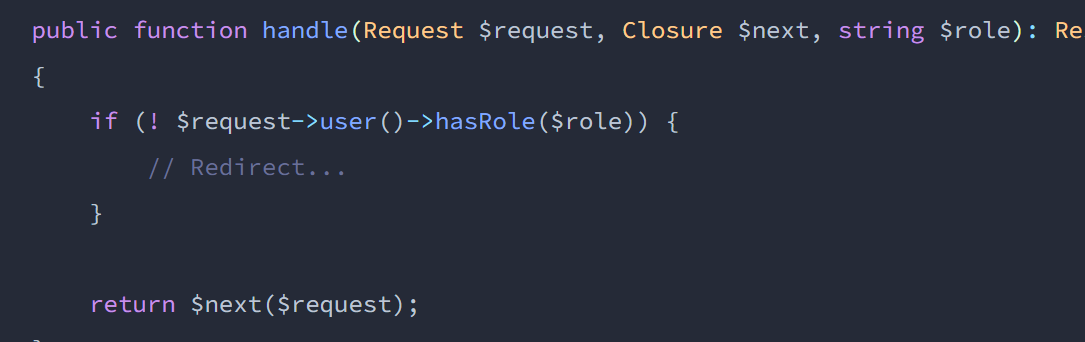 public function handle(Request $request, Closure $next, string $role): Re
{
if (! $request->user()->hasRole($role)) {
// Redirect...
}
return $next($request);